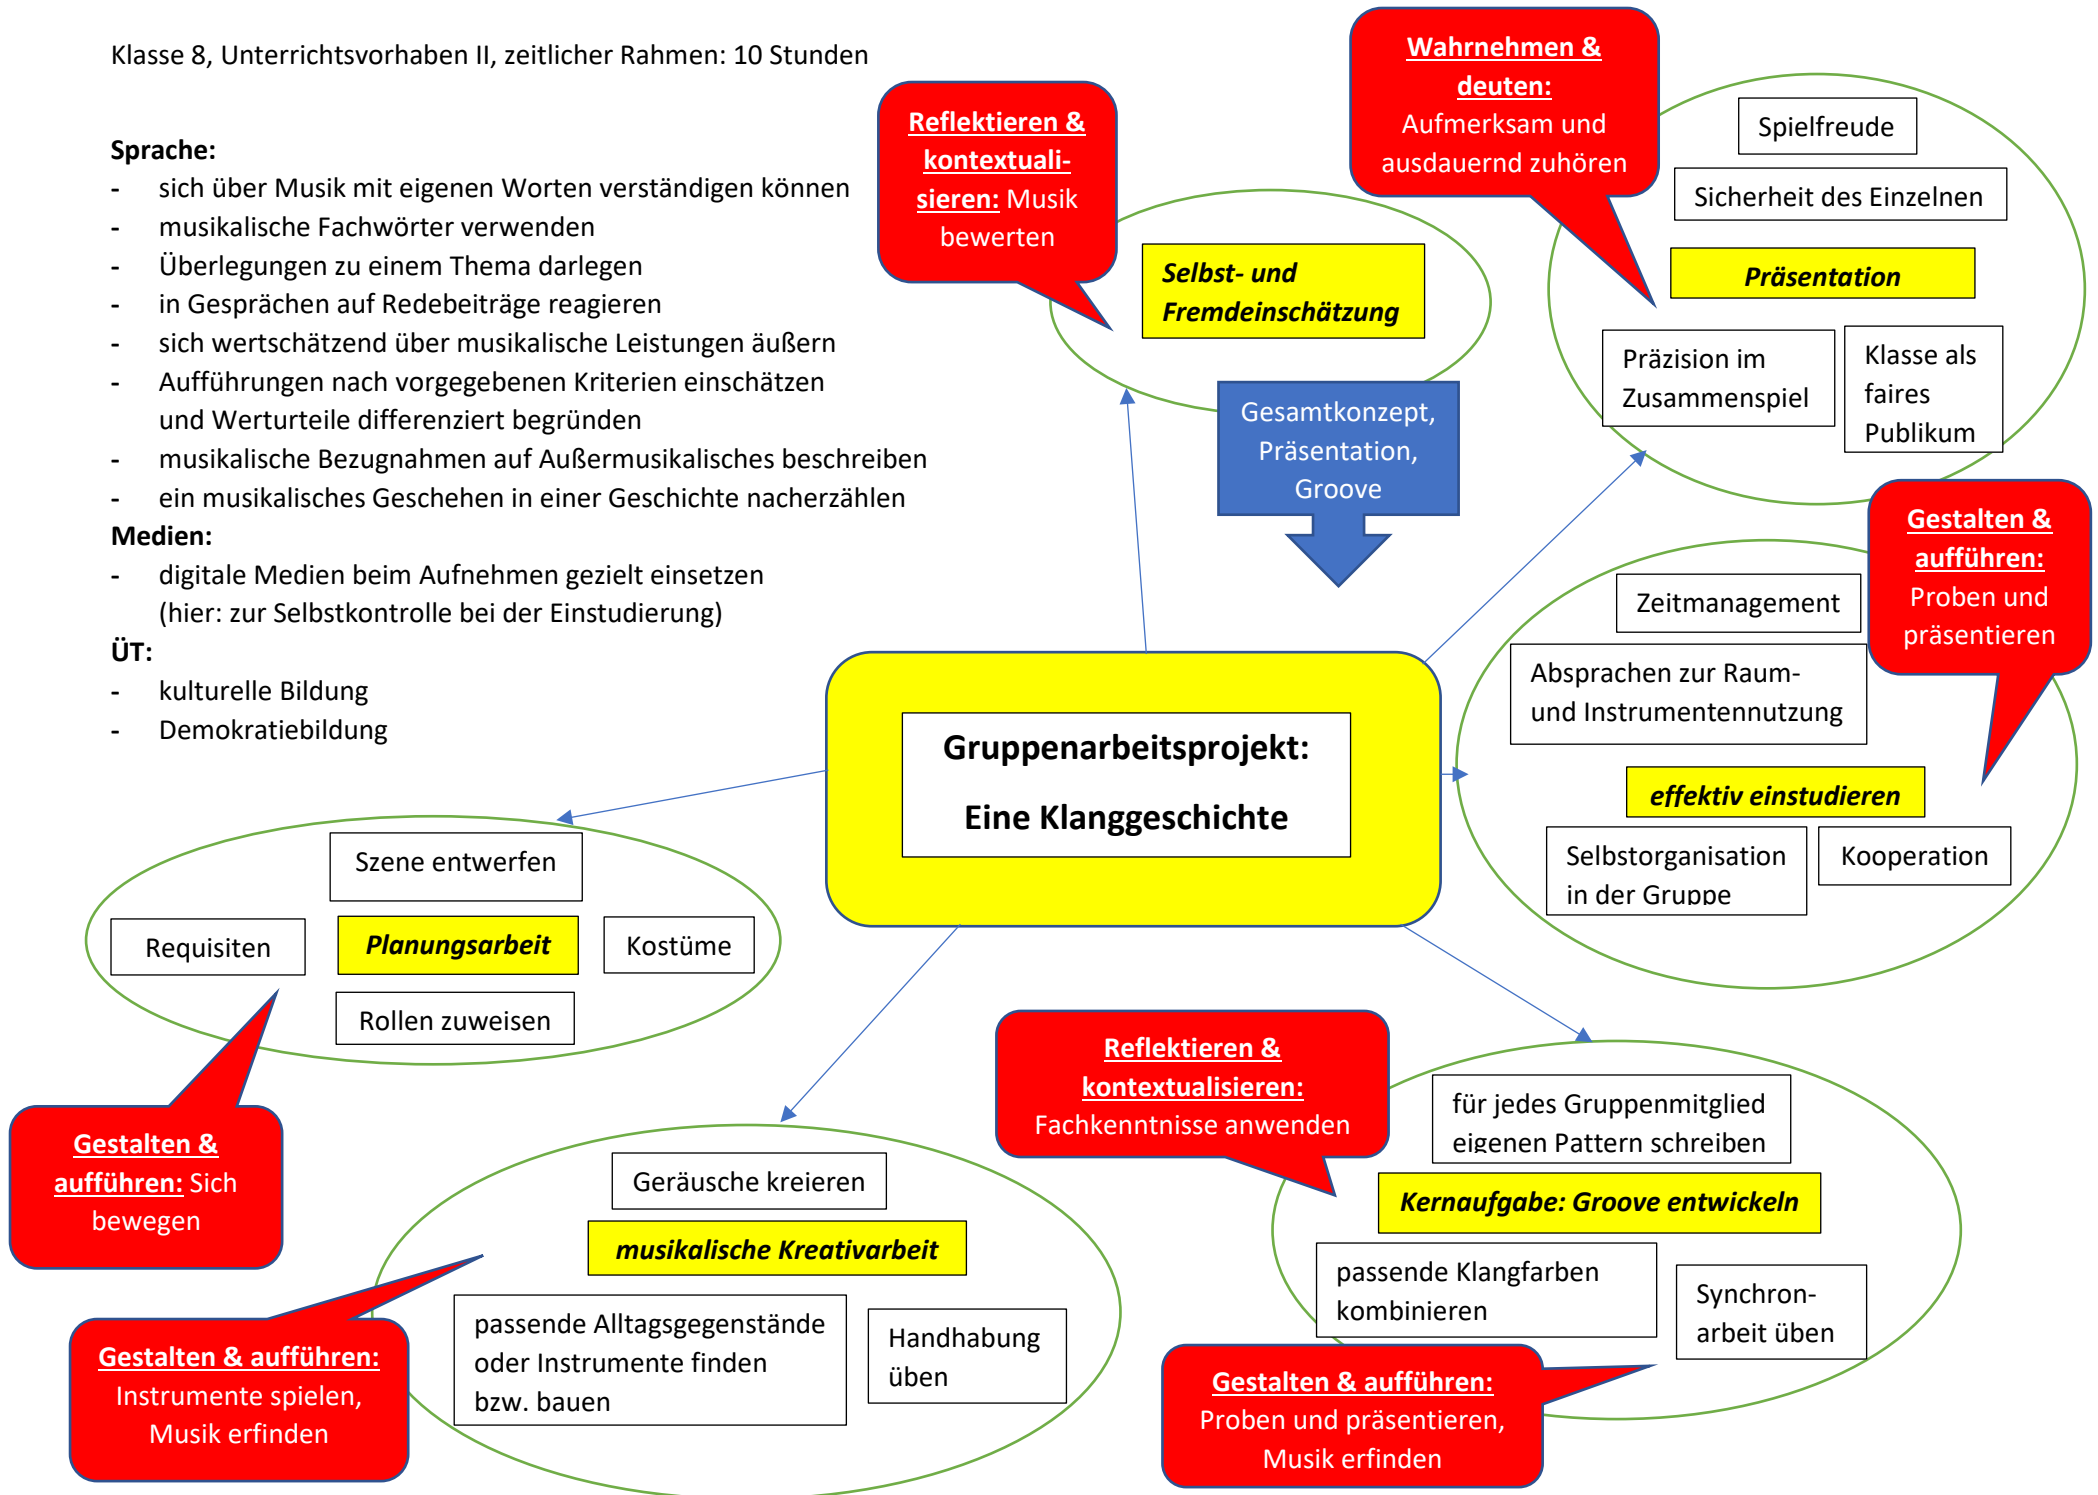 Klasse 8, Unterrichtsvorhaben II, zeitlicher Rahmen: 10 Stunden
Sprache:
- sich über Musik mit eigenen Worten verständigen können
- musikalische Fachwörter verwenden
- Überlegungen zu einem Thema darlegen
- in Gesprächen auf Redebeiträge reagieren
- sich wertschätzend über musikalische Leistungen äußern
- Aufführungen nach vorgegebenen Kriterien einschätzen
und Werturteile differenziert begründen
- musikalische Bezugnahmen auf Außermusikalisches beschreiben
- ein musikalisches Geschehen in einer Geschichte nacherzählen
Medien:
- digitale Medien beim Aufnehmen gezielt einsetzen
(hier: zur Selbstkontrolle bei der Einstudierung)
ÜT:
- kulturelle Bildung
- Demokratiebildung
Reflektieren &
kontextuali-
sieren: Musik
bewerten
Selbst- und
Fremdeinschätzung
Gesamtkonzept,
Präsentation,
Groove
Wahrnehmen &
deuten:
Aufmerksam und
ausdauernd zuhören
Spielfreude
Sicherheit des Einzelnen
Präsentation
Präzision im
Zusammenspiel
Klasse als
faires
Publikum
Gestalten &
aufführen:
Proben und
präsentieren
Zeitmanagement
Absprachen zur Raum-
und Instrumentennutzung
effektiv einstudieren
Selbstorganisation
in der Gruppe
Kooperation
Gruppenarbeitsprojekt:
Eine Klanggeschichte
Szene entwerfen
Requisiten
Planungsarbeit
Kostüme
Rollen zuweisen
Gestalten &
aufführen: Sich
bewegen
Geräusche kreieren
musikalische Kreativarbeit
passende Alltagsgegenstände
oder Instrumente finden
bzw. bauen
Handhabung
üben
Gestalten & aufführen:
Instrumente spielen,
Musik erfinden
Reflektieren &
kontextualisieren:
Fachkenntnisse anwenden
für jedes Gruppenmitglied
eigenen Pattern schreiben
Kernaufgabe: Groove entwickeln
passende Klangfarben
kombinieren
Synchron-
arbeit üben
Gestalten & aufführen:
Proben und präsentieren,
Musik erfinden